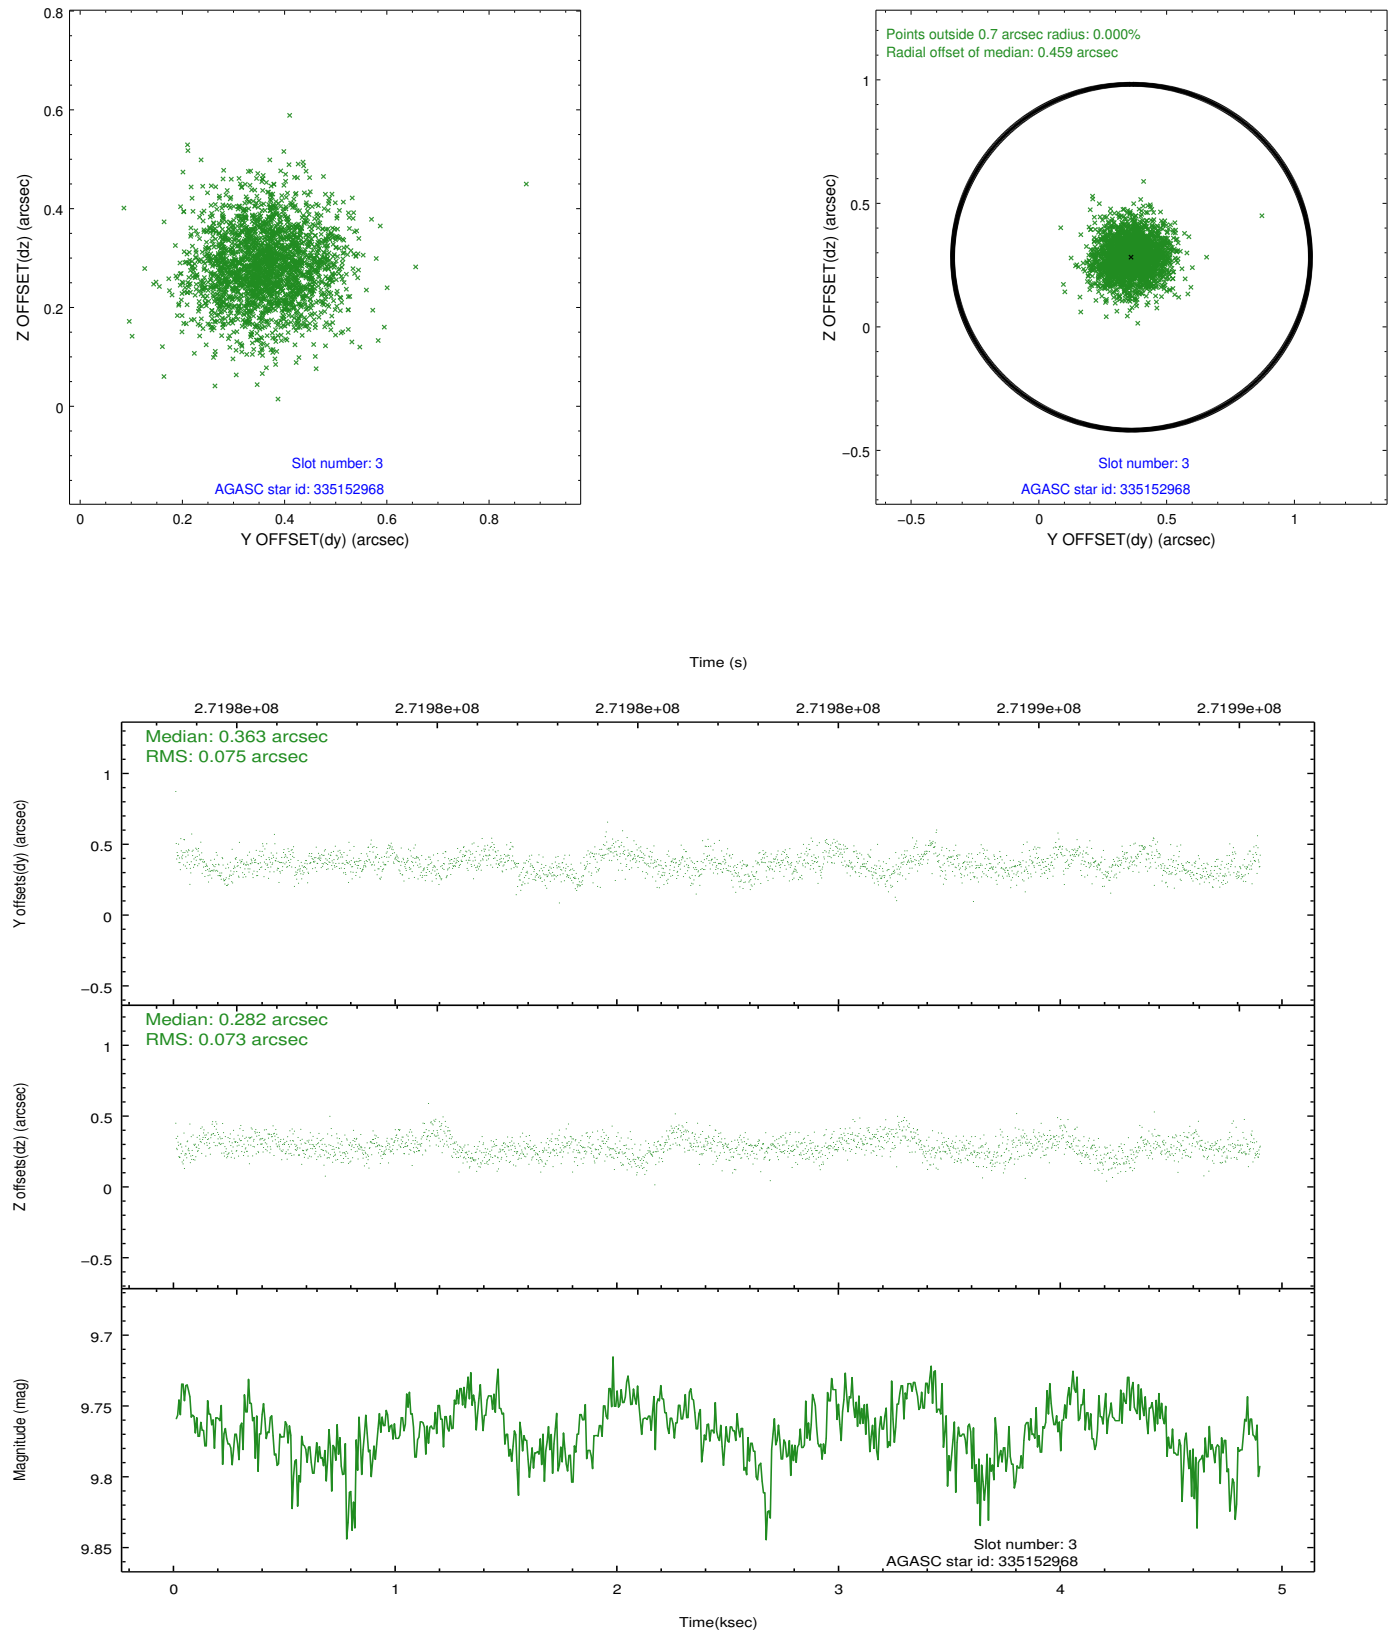 0.8
0.6
0.4
0.2
0
Z OFFSET(dz) (arcsec)
Slot number: 3
AGASC star id: 335152968
0 0.2 0.4 0.6 0.8
Y OFFSET(dy) (arcsec)
Points outside 0.7 arcsec radius: 0.000%
Radial offset of median: 0.459 arcsec
1
0.5
0
−0.5
Z OFFSET(dz) (arcsec)
Slot number: 3
AGASC star id: 335152968
−0.5 0 0.5 1
Y OFFSET(dy) (arcsec)
Time (s)
2.7198e+08 2.7198e+08 2.7198e+08 2.7198e+08 2.7199e+08 2.7199e+08
Median: 0.363 arcsec
RMS: 0.075 arcsec
1
0.5
0
−0.5
Y offsets(dy) (arcsec)
Median: 0.282 arcsec
RMS: 0.073 arcsec
1
0.5
0
−0.5
Z offsets(dz) (arcsec)
9.7
9.75
9.8
9.85
Magnitude (mag)
Slot number: 3
AGASC star id: 335152968
0 1 2 3 4 5
Time(ksec)